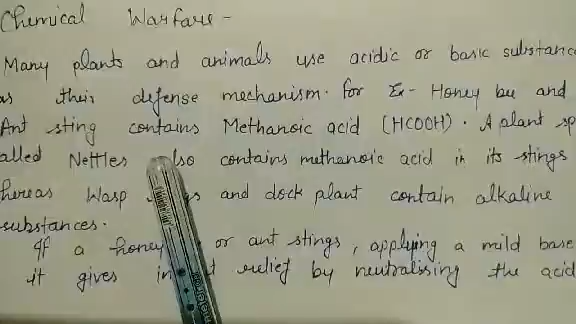 Chemical Warfare -
Many plants and animals use acidic or basic substance
as their defense mechanism. for Ex- Honey bee and
Ant sting contains Methanoic acid (HCOOH). A plant sp
alled Nettles also contains methanoic acid in its stings
hereas Wasp and dock plant contain alkaline
substances.
If a honey or ant stings, applying a mild base
it gives relief by neutralising the acid